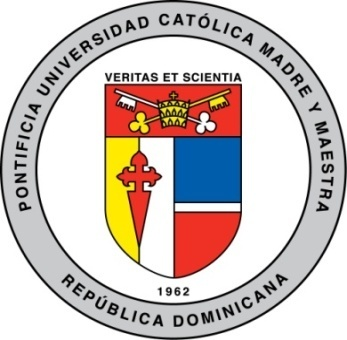 PONTIFICIA UNIVERSIDAD CATÓLICA MADRE Y MAESTRA
VERITAS ET SCIENTIA
1962
REPÚBLICA DOMINICANA